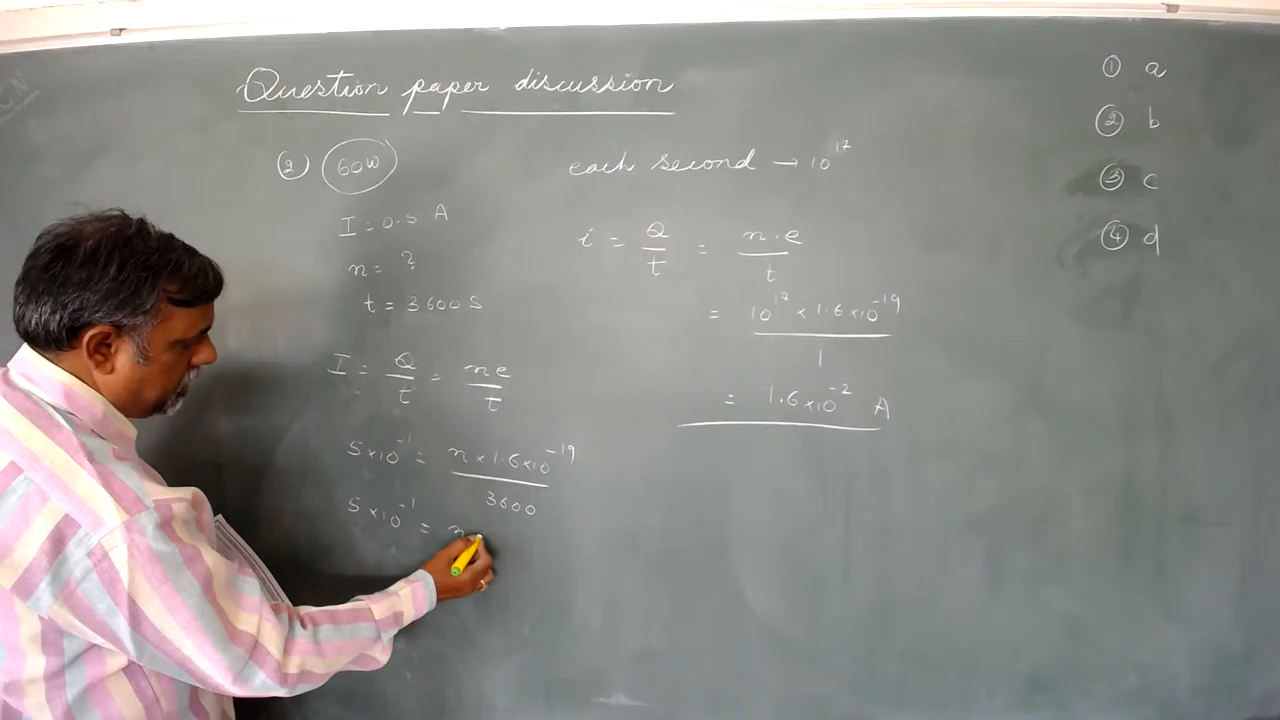 Question paper discussion
② 60W
I = 0.5 A
n = ?
t = 3600 S
I = Q/t = ne/t
5×10⁻¹ = n × 1.6×10⁻¹⁹ / 3600
5×10⁻¹ =
each second → 10¹⁷
i = Q/t = n.e/t
= 10¹⁷ × 1.6×10⁻¹⁹ / 1
= 1.6×10⁻² A
① a
② b
③ c
④ d